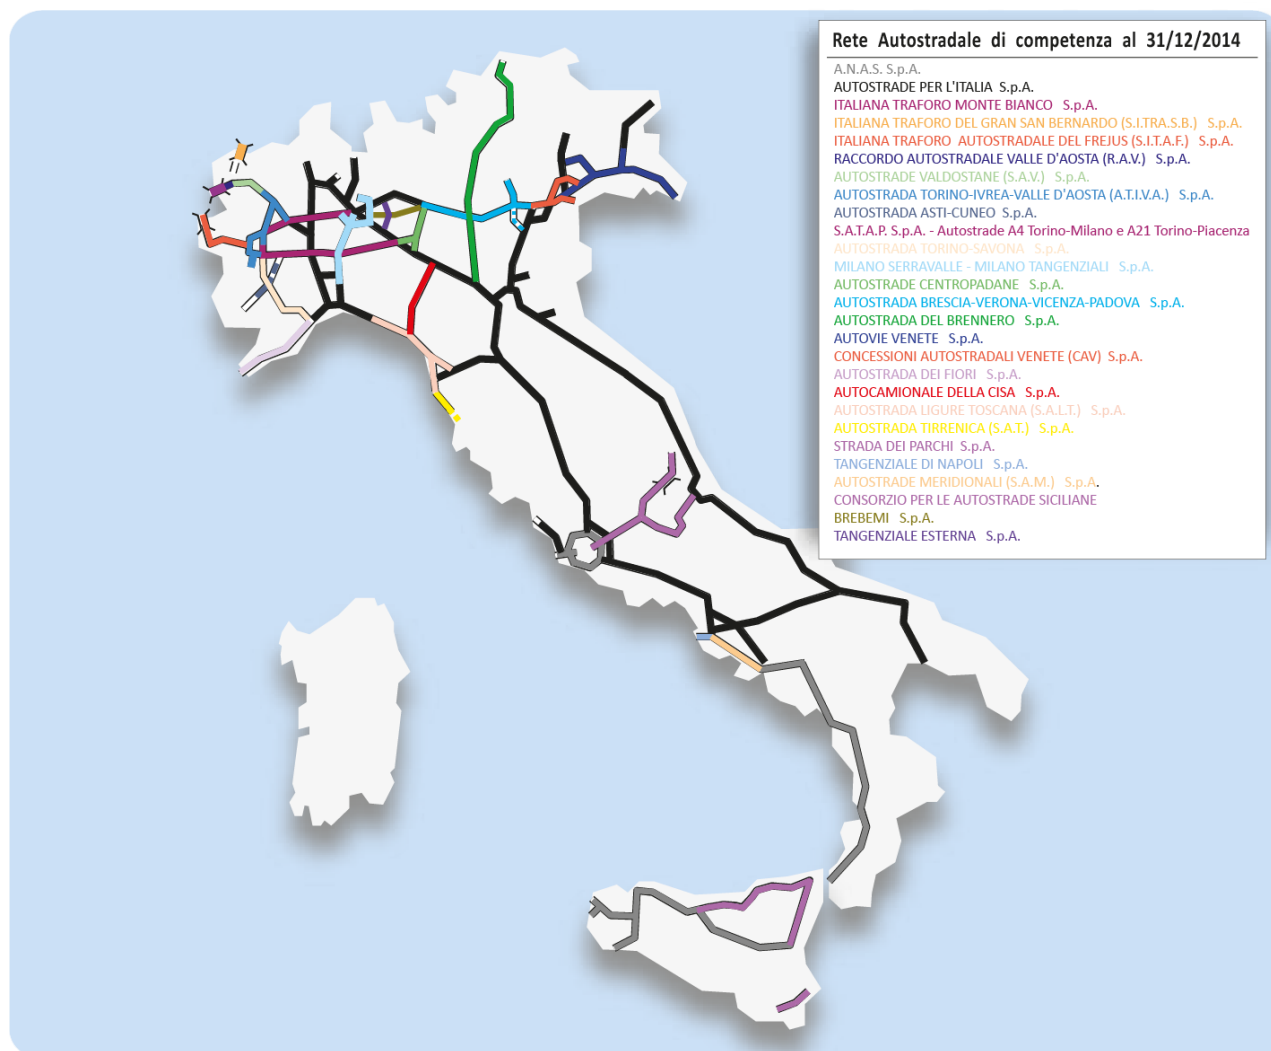 Rete Autostradale di competenza al 31/12/2014
A.N.A.S. S.p.A.
AUTOSTRADE PER L'ITALIA S.p.A.
ITALIANA TRAFORO MONTE BIANCO S.p.A.
ITALIANA TRAFORO DEL GRAN SAN BERNARDO (S.I.TRA.S.B.) S.p.A.
ITALIANA TRAFORO AUTOSTRADALE DEL FREJUS (S.I.T.A.F.) S.p.A.
RACCORDO AUTOSTRADALE VALLE D'AOSTA (R.A.V.) S.p.A.
AUTOSTRADE VALDOSTANE (S.A.V.) S.p.A.
AUTOSTRADA TORINO-IVREA-VALLE D'AOSTA (A.T.I.V.A.) S.p.A.
AUTOSTRADA ASTI-CUNEO S.p.A.
S.A.T.A.P. S.p.A. - Autostrade A4 Torino-Milano e A21 Torino-Piacenza
AUTOSTRADA TORINO-SAVONA S.p.A.
MILANO SERRAVALLE - MILANO TANGENZIALI S.p.A.
AUTOSTRADE CENTROPADANE S.p.A.
AUTOSTRADA BRESCIA-VERONA-VICENZA-PADOVA S.p.A.
AUTOSTRADA DEL BRENNERO S.p.A.
AUTOVIE VENETE S.p.A.
CONCESSIONI AUTOSTRADALI VENETE (CAV) S.p.A.
AUTOSTRADA DEI FIORI S.p.A.
AUTOCAMIONALE DELLA CISA S.p.A.
AUTOSTRADA LIGURE TOSCANA (S.A.L.T.) S.p.A.
AUTOSTRADA TIRRENICA (S.A.T.) S.p.A.
STRADA DEI PARCHI S.p.A.
TANGENZIALE DI NAPOLI S.p.A.
AUTOSTRADE MERIDIONALI (S.A.M.) S.p.A.
CONSORZIO PER LE AUTOSTRADE SICILIANE
BREBEMI S.p.A.
TANGENZIALE ESTERNA S.p.A.